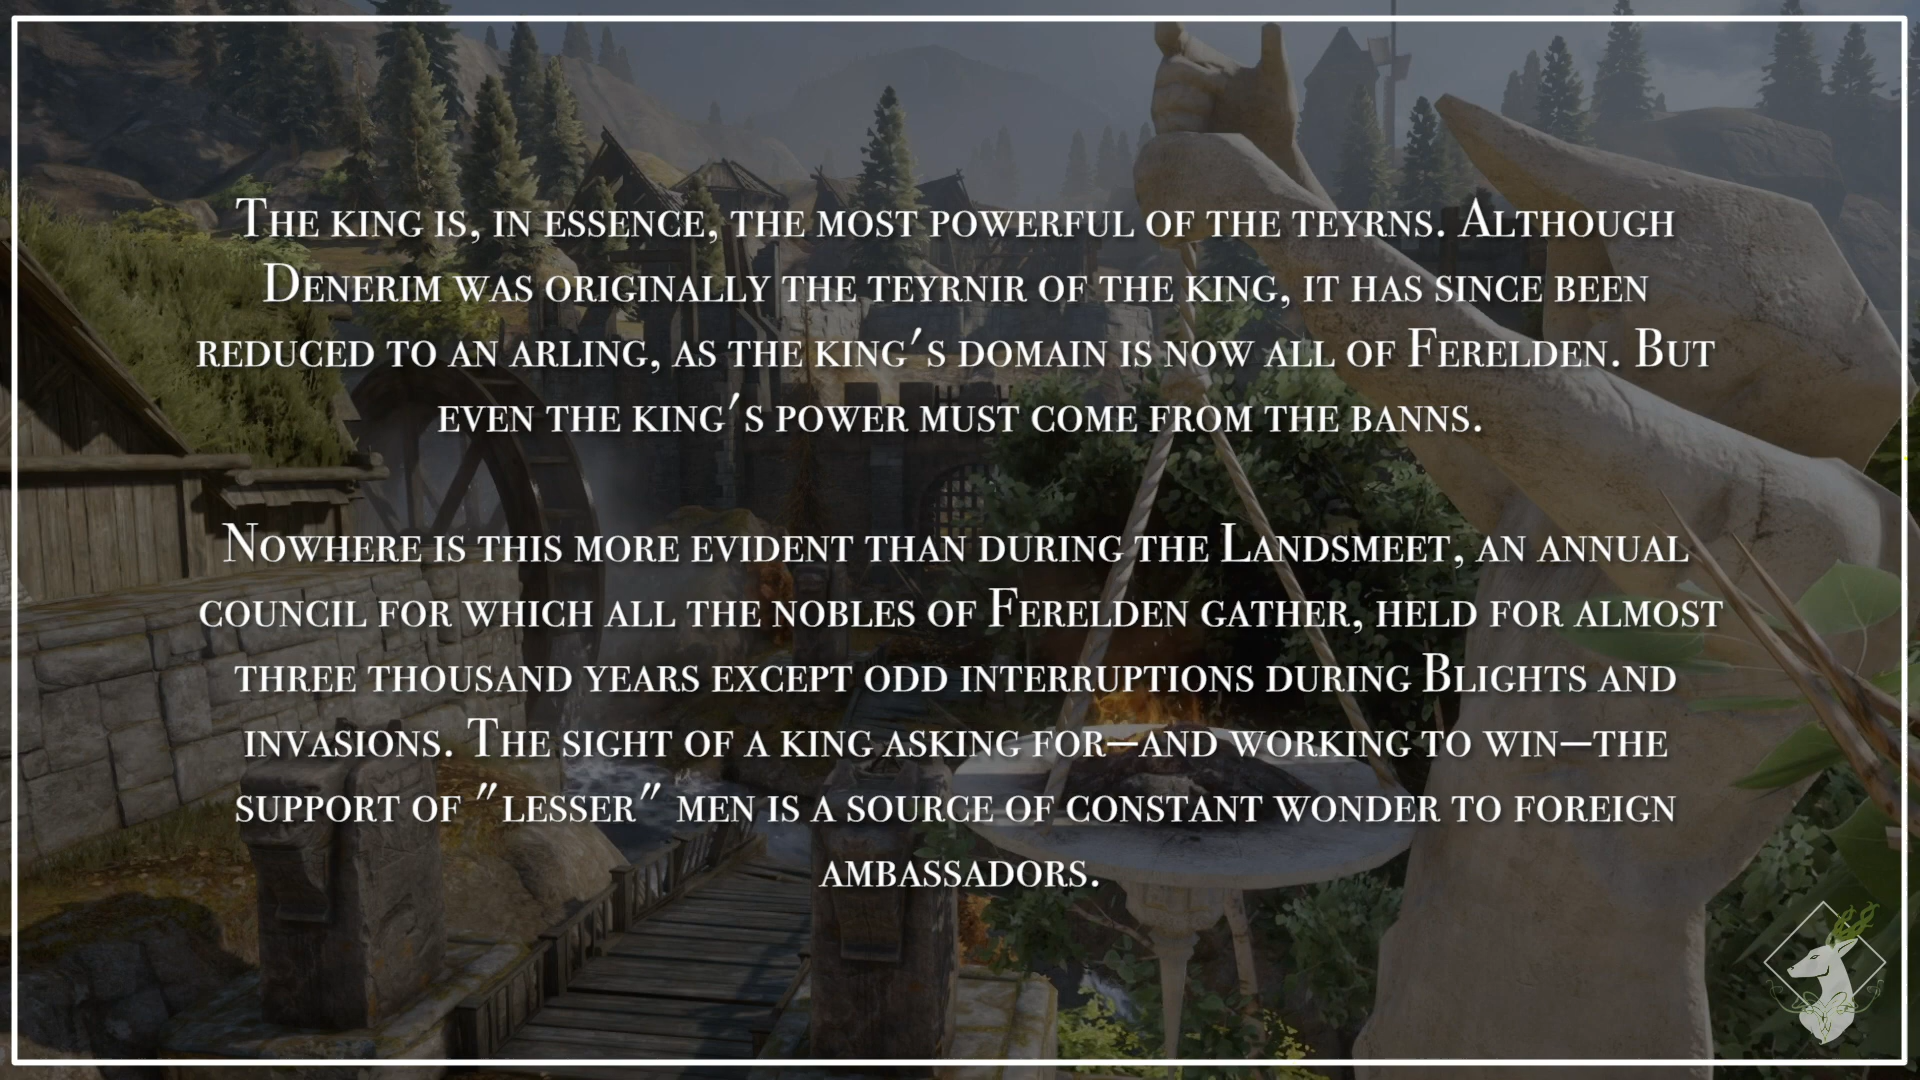 The king is, in essence, the most powerful of the teyrns. Although
Denerim was originally the teyrnir of the king, it has since been
reduced to an arling, as the king's domain is now all of Ferelden. But
even the king's power must come from the banns.
Nowhere is this more evident than during the Landsmeet, an annual
council for which all the nobles of Ferelden gather, held for almost
three thousand years except odd interruptions during Blights and
invasions. The sight of a king asking for—and working to win—the
support of "lesser" men is a source of constant wonder to foreign
ambassadors.